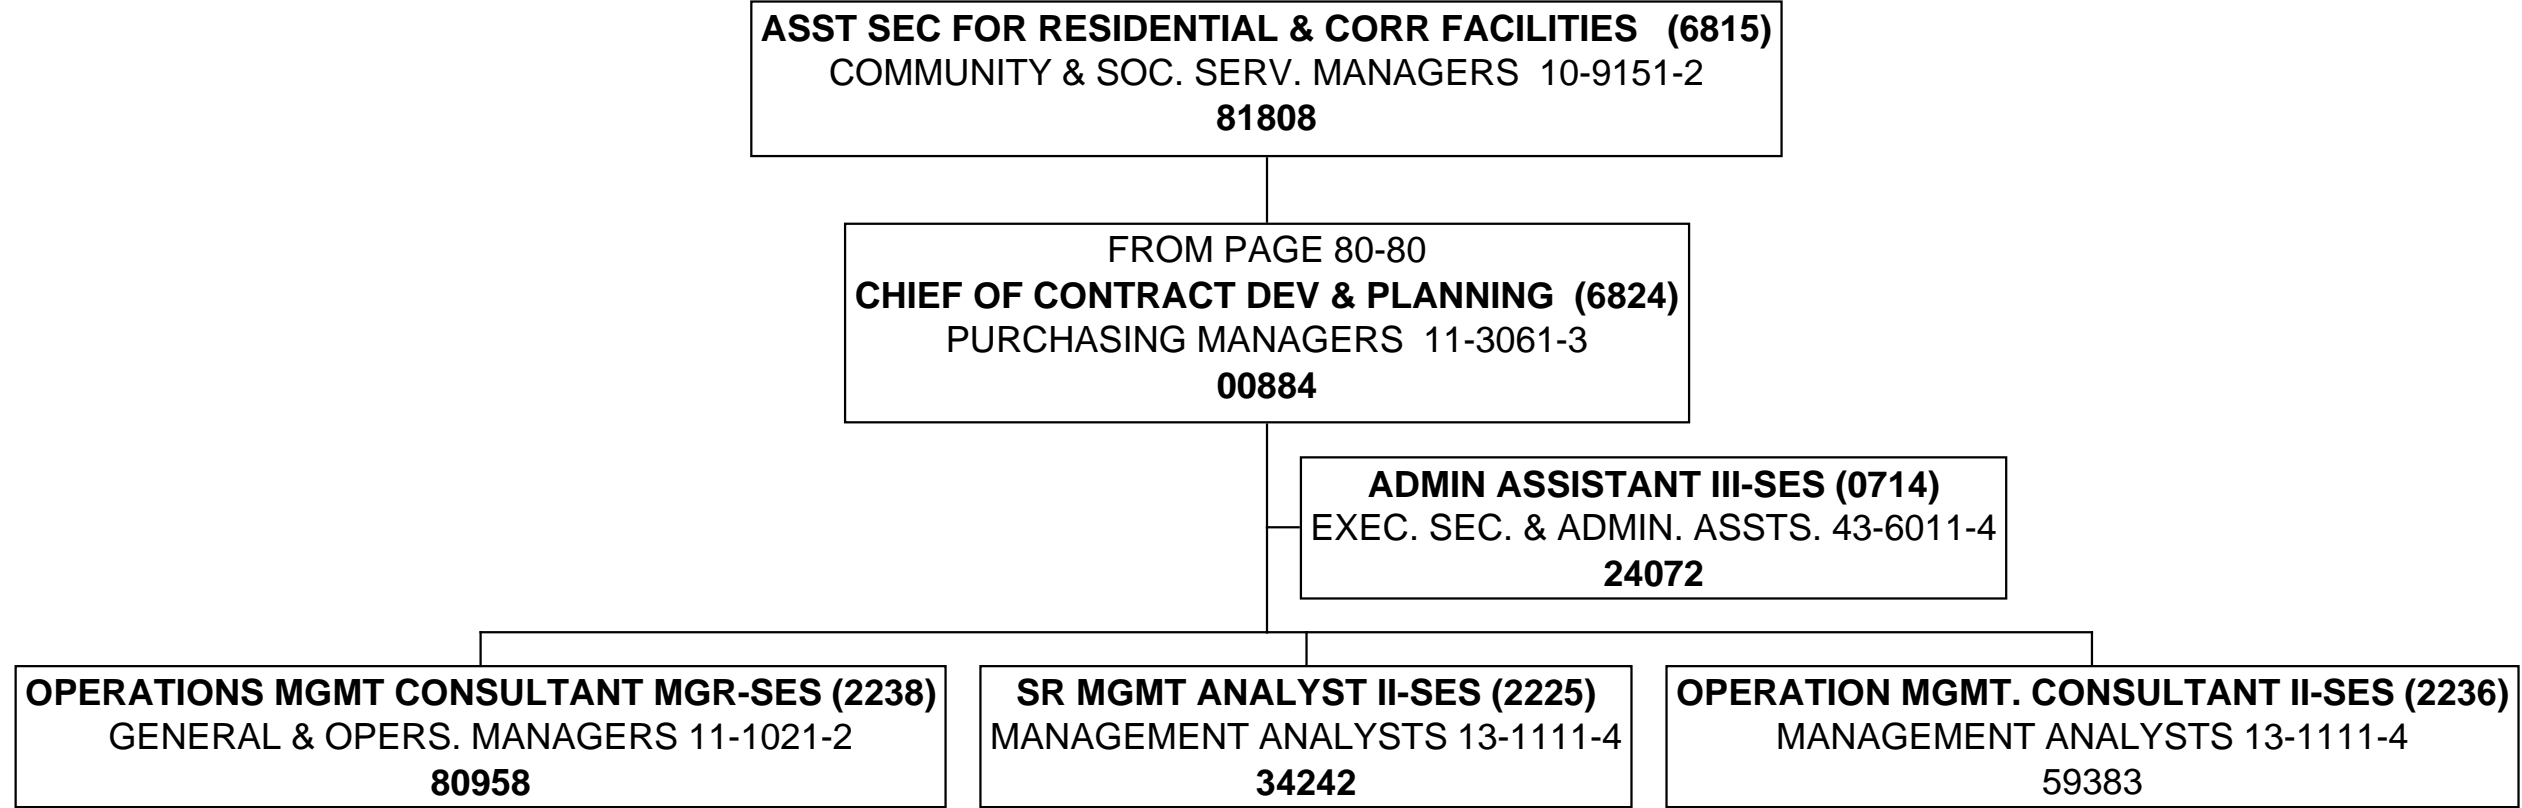 ASST SEC FOR RESIDENTIAL & CORR FACILITIES (6815)
COMMUNITY & SOC. SERV. MANAGERS 10-9151-2
81808
FROM PAGE 80-80
CHIEF OF CONTRACT DEV & PLANNING (6824)
PURCHASING MANAGERS 11-3061-3
00884
ADMIN ASSISTANT III-SES (0714)
EXEC. SEC. & ADMIN. ASSTS. 43-6011-4
24072
OPERATIONS MGMT CONSULTANT MGR-SES (2238)
GENERAL & OPERS. MANAGERS 11-1021-2
80958
SR MGMT ANALYST II-SES (2225)
MANAGEMENT ANALYSTS 13-1111-4
34242
OPERATION MGMT. CONSULTANT II-SES (2236)
MANAGEMENT ANALYSTS 13-1111-4
59383